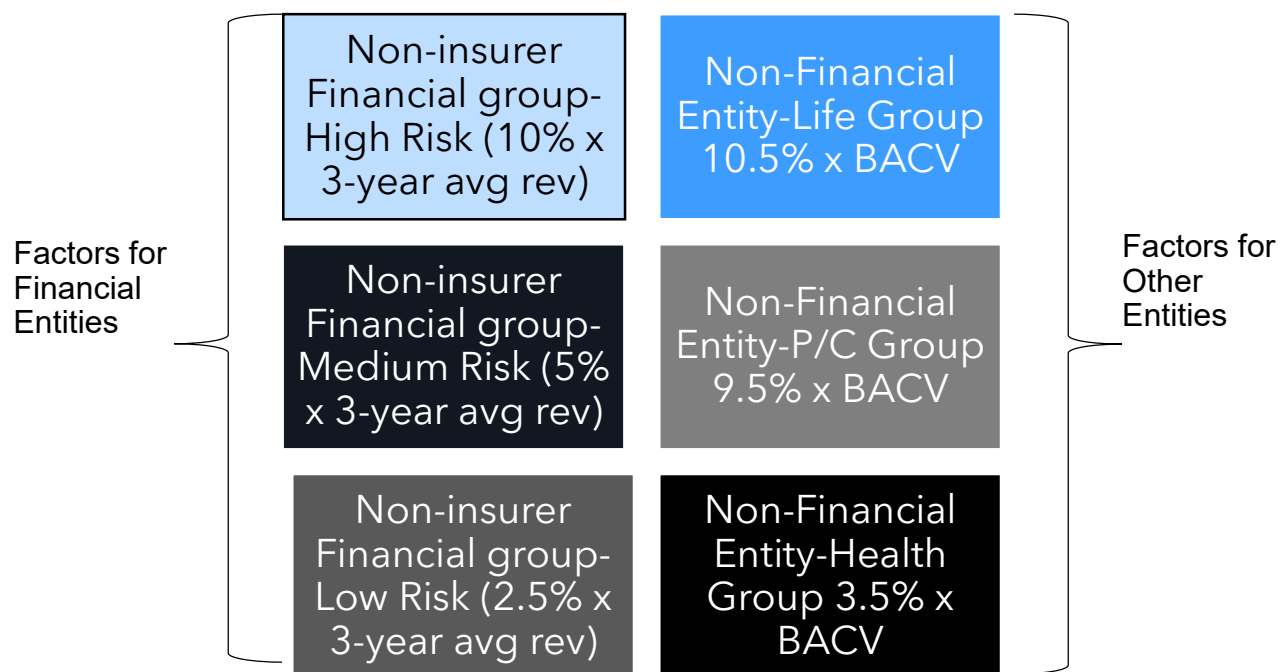 Factors for
Financial
Entities
Non-insurer
Financial group-
High Risk (10% x
3-year avg rev)
Non-insurer
Financial group-
Medium Risk (5%
x 3-year avg rev)
Non-insurer
Financial group-
Low Risk (2.5% x
3-year avg rev)
Non-Financial
Entity-Life Group
10.5% x BACV
Non-Financial
Entity-P/C Group
9.5% x BACV
Non-Financial
Entity-Health
Group 3.5% x
BACV
Factors for
Other
Entities